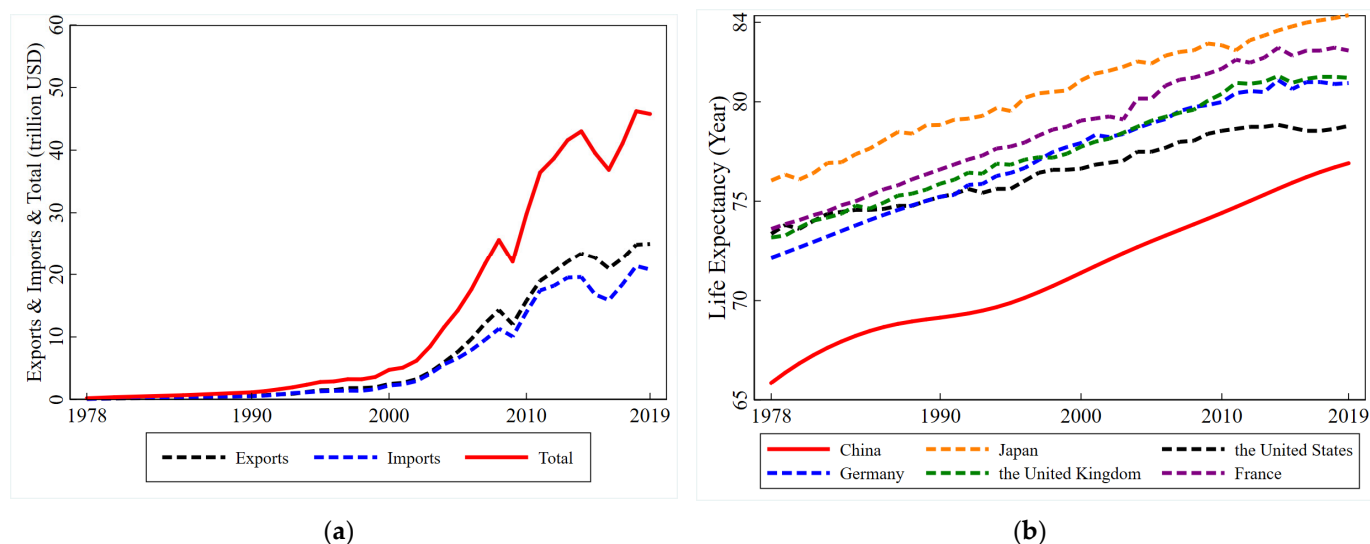 Exports & Imports & Total (trillion USD)
60
50
40
30
20
10
0
1978 1990 2000 2010 2019
Exports Imports Total
(a)
Life Expectancy (Year)
84
80
75
70
65
1978 1990 2000 2010 2019
China Japan the United States
Germany the United Kingdom France
(b)